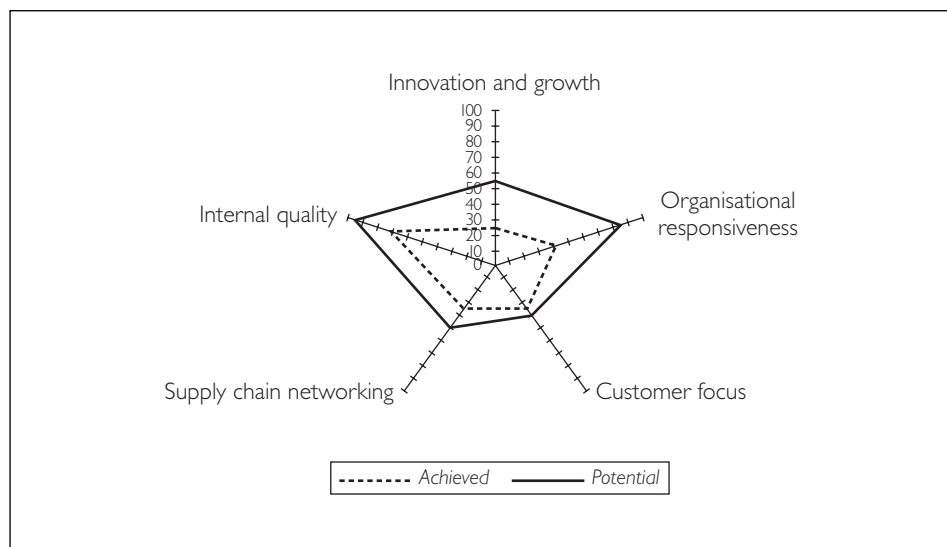 Innovation and growth
100
90
80
70
60
50
40
30
20
10
0
Organisational
responsiveness
Internal quality
Supply chain networking
Customer focus
Achieved
Potential